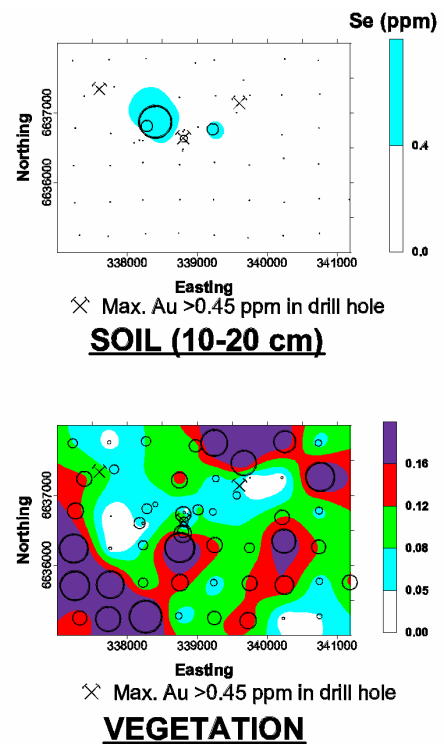 Se (ppm)
0.4
0.0
Northing
6637000
6636000
338000 339000 340000 341000
Easting
Max. Au >0.45 ppm in drill hole
SOIL (10-20 cm)
0.16
0.12
0.08
0.05
0.00
Northing
6637000
6636000
338000 339000 340000 341000
Easting
Max. Au >0.45 ppm in drill hole
VEGETATION